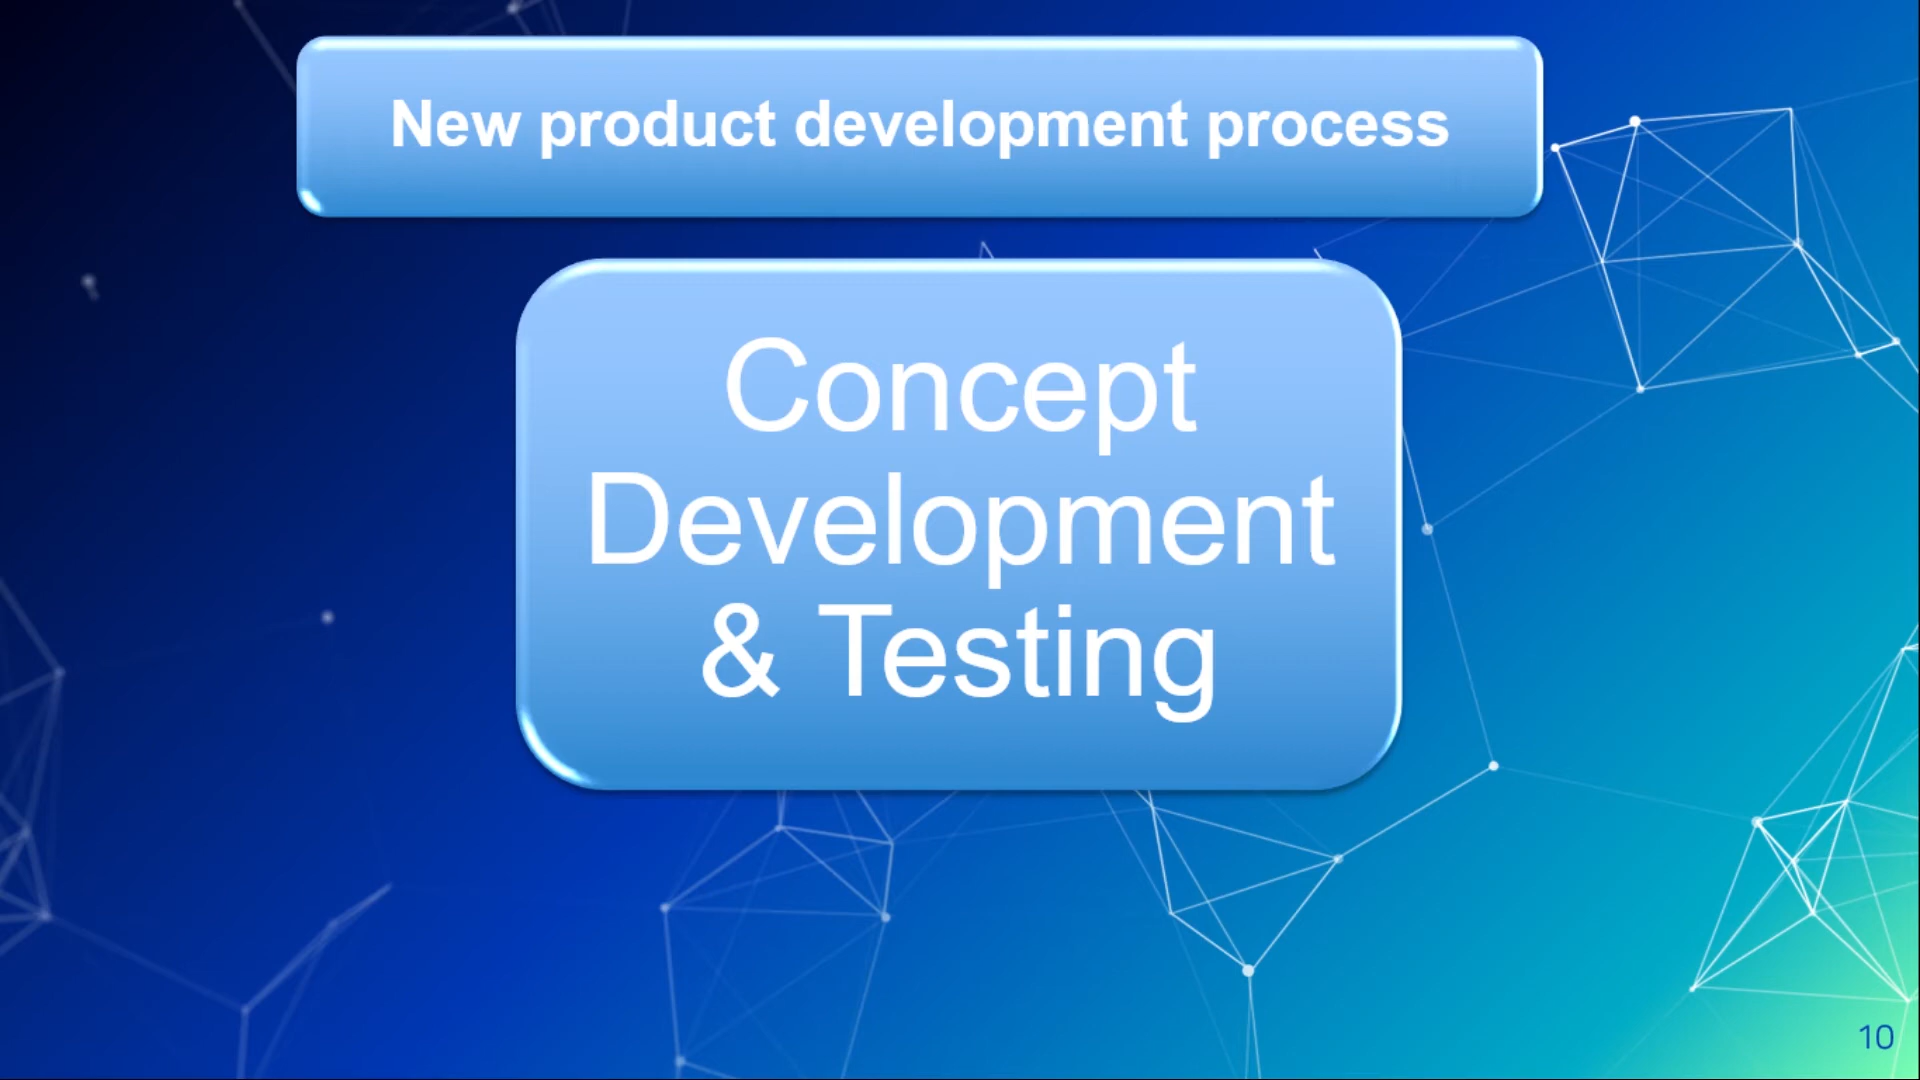 New product development process
Concept
Development
& Testing
10